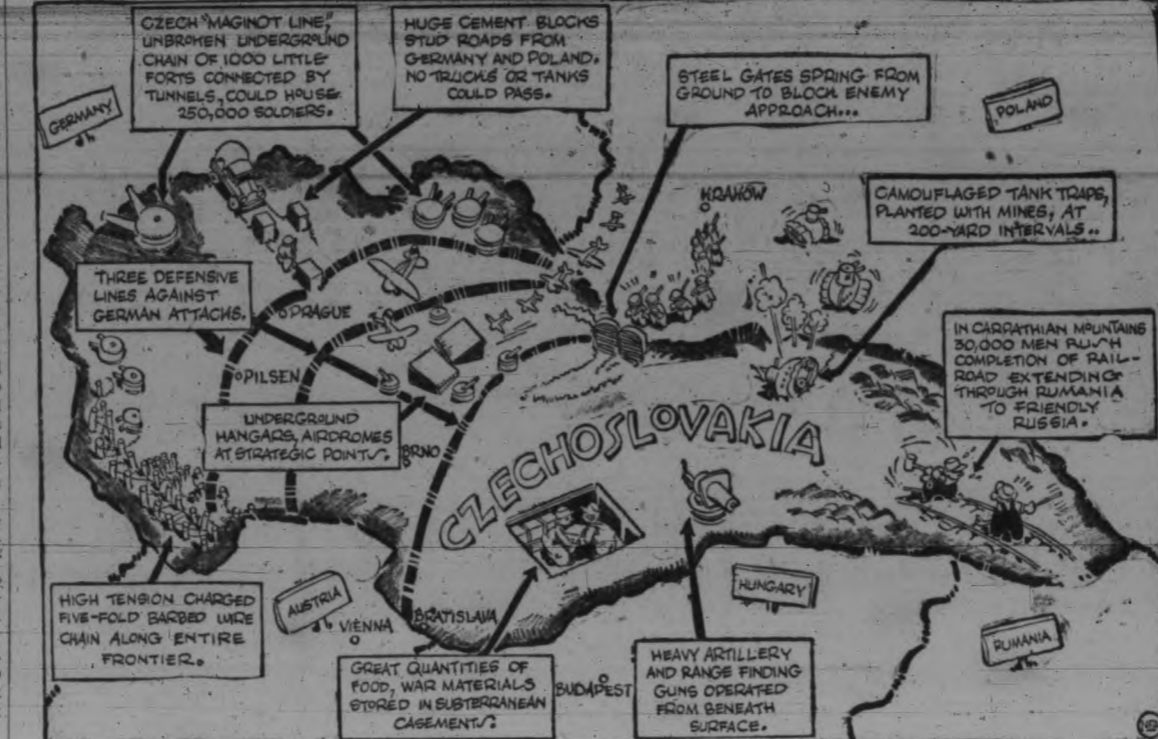 CZECH "MAGINOT LINE,"
UNBROKEN UNDERGROUND
CHAIN OF 1000 LITTLE
FORTS CONNECTED BY
TUNNELS, COULD HOUSE
250,000 SOLDIERS.
HUGE CEMENT BLOCKS
STUD ROADS FROM
GERMANY AND POLAND.
NO TRUCKS OR TANKS
COULD PASS.
STEEL GATES SPRING FROM
GROUND TO BLOCK ENEMY
APPROACH...
GERMANY
POLAND
KRAKOW
CAMOUFLAGED TANK TRAPS,
PLANTED WITH MINES, AT
200-YARD INTERVALS..
THREE DEFENSIVE
LINES AGAINST
GERMAN ATTACKS.
PRAGUE
PILSEN
IN CARPATHIAN MOUNTAINS
30,000 MEN RUSH
COMPLETION OF RAIL-
ROAD EXTENDING
THROUGH RUMANIA
TO FRIENDLY
RUSSIA.
UNDERGROUND
HANGARS, AIRDROMES
AT STRATEGIC POINTS.
BRNO
CZECHOSLOVAKIA
HIGH TENSION CHARGED
FIVE-FOLD BARBED WIRE
CHAIN ALONG ENTIRE
FRONTIER.
AUSTRIA
VIENNA
BRATISLAVA
HUNGARY
RUMANIA
GREAT QUANTITIES OF
FOOD, WAR MATERIALS
STORED IN SUBTERRANEAN
CASEMENTS.
BUDAPEST
HEAVY ARTILLERY
AND RANGE FINDING
GUNS OPERATED
FROM BENEATH
SURFACE.